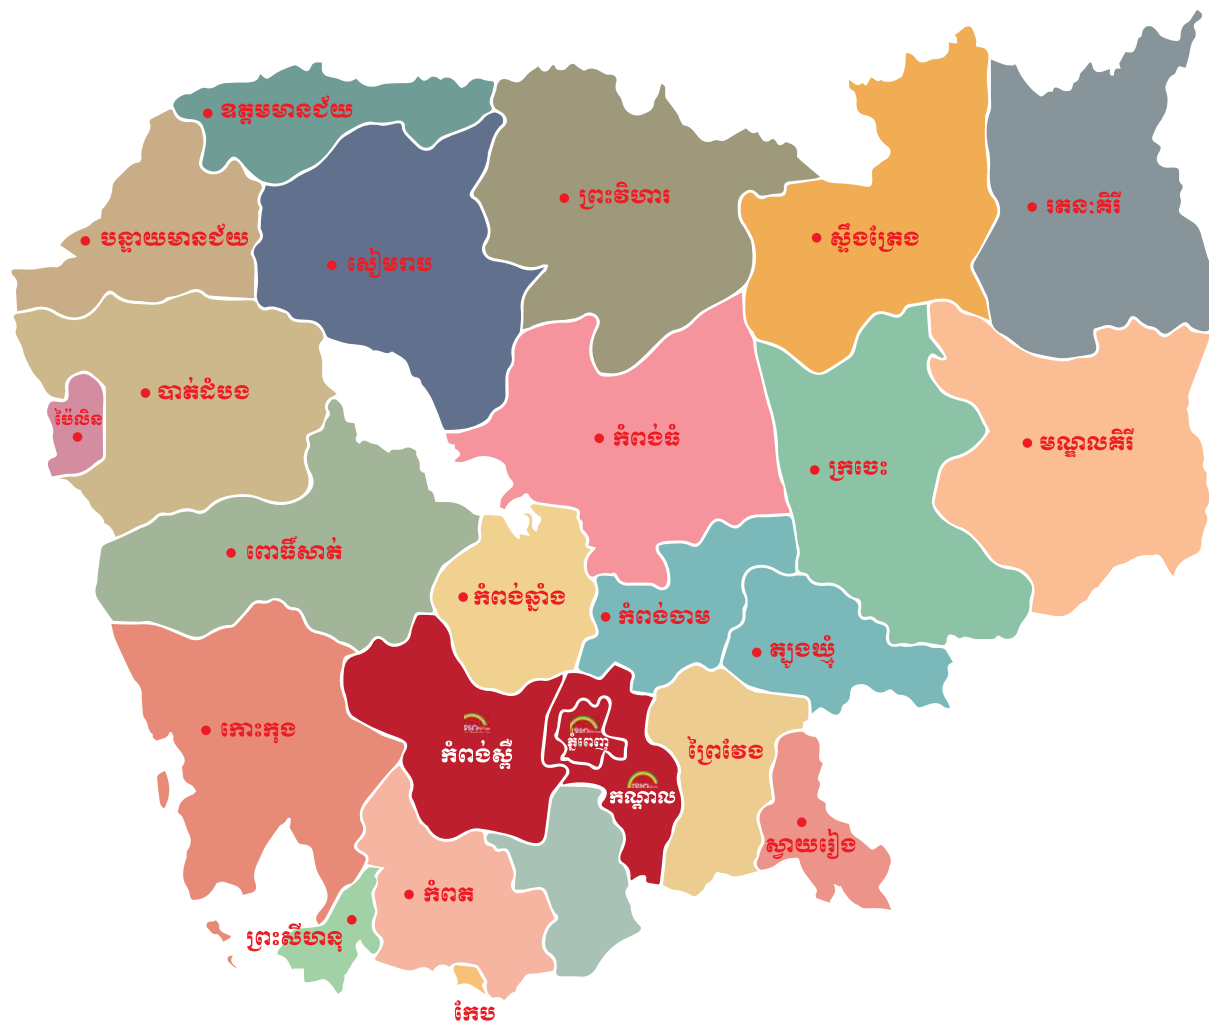 ឧត្តមមានជ័យ
ព្រះវិហារ
រតនៈគិរី
បន្ទាយមានជ័យ
ស្ទឹងត្រែង
សៀមរាប
បាត់ដំបង
ប៉ៃលិន
កំពង់ធំ
មណ្ឌលគិរី
ក្រចេះ
ពោធិ៍សាត់
កំពង់ឆ្នាំង
កំពង់ចាម
ត្បូងឃ្មុំ
កោះកុង
កំពង់ស្ពឺ
ភ្នំពេញ
ព្រៃវែង
កណ្តាល
ស្វាយរៀង
កំពត
ព្រះសីហនុ
កែប